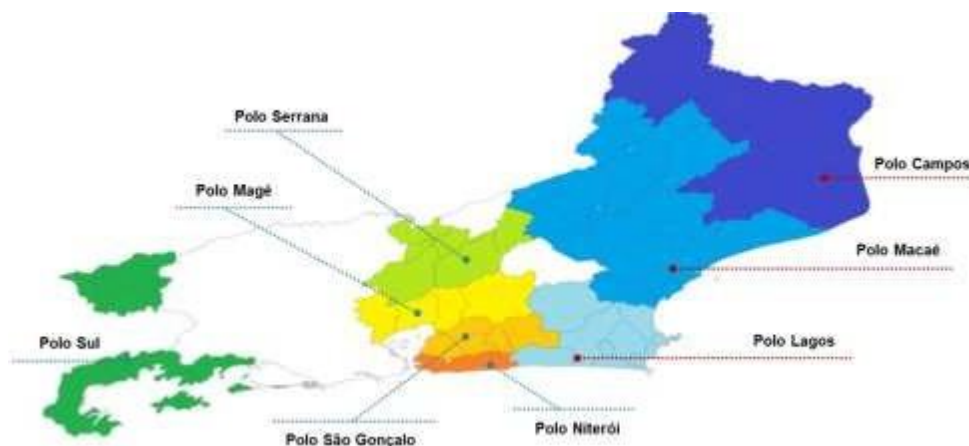 Polo Serrana
Polo Campos
Polo Magé
Polo Macaé
Polo Sul
Polo Lagos
Polo Niterói
Polo São Gonçalo